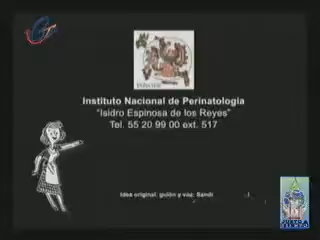 Instituto Nacional de Perinatología
"Isidro Espinosa de los Reyes"
Tel. 55 20 99 00 ext. 517
Idea original, guión y voz: Sandi